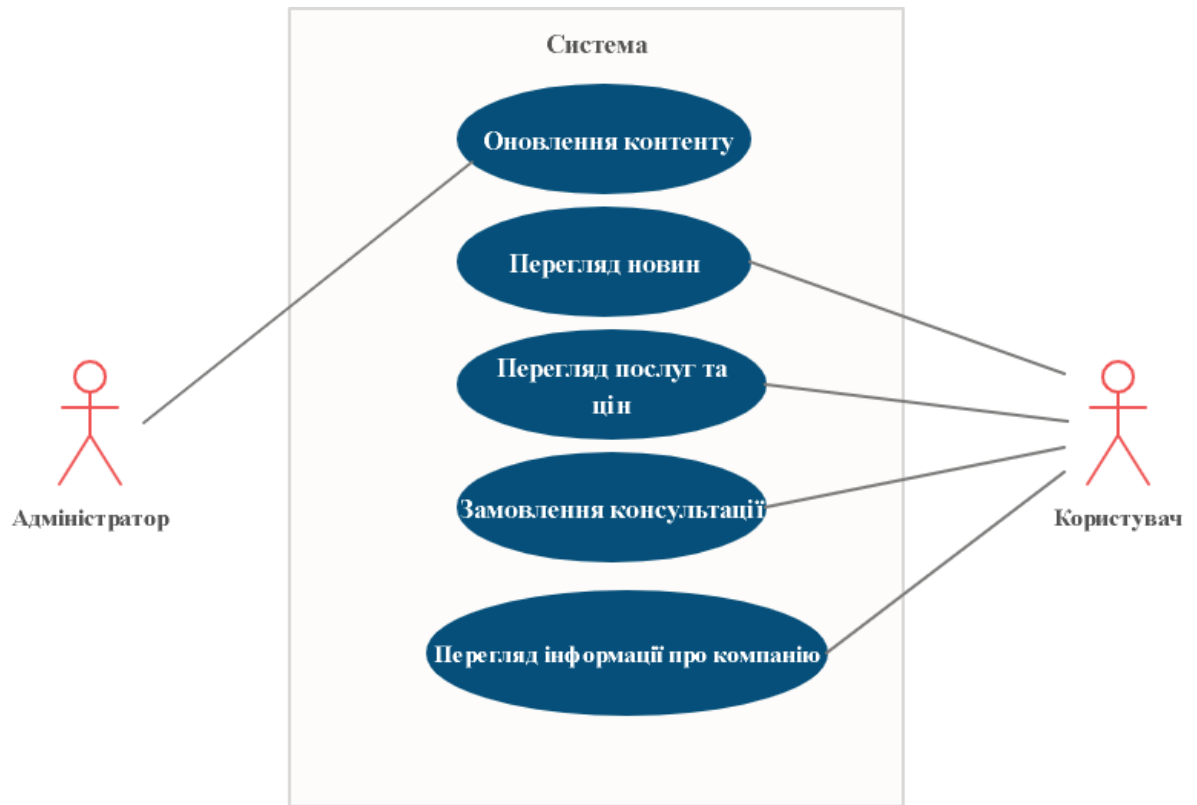 Система
Оновлення контенту
Перегляд новин
Перегляд послуг та
цін
Замовлення консультації
Перегляд інформації про компанію
Адміністратор
Користувач